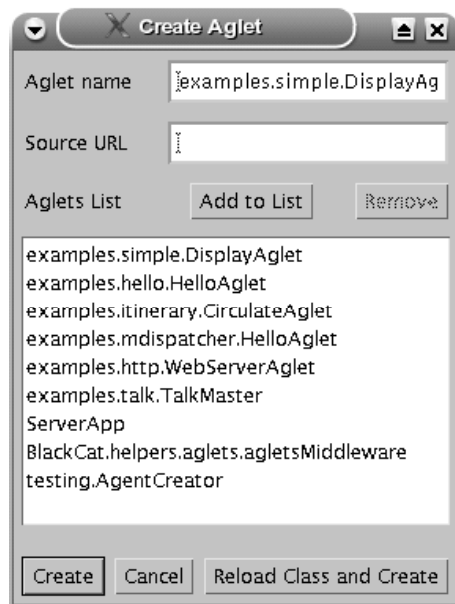 Create Aglet
Aglet name examples.simple.DisplayAg
Source URL
Aglets List Add to List Remove
examples.simple.DisplayAglet
examples.hello.HelloAglet
examples.itinerary.CirculateAglet
examples.mdispatcher.HelloAglet
examples.http.WebServerAglet
examples.talk.TalkMaster
ServerApp
BlackCat.helpers.aglets.agletsMiddleware
testing.AgentCreator
Create Cancel Reload Class and Create